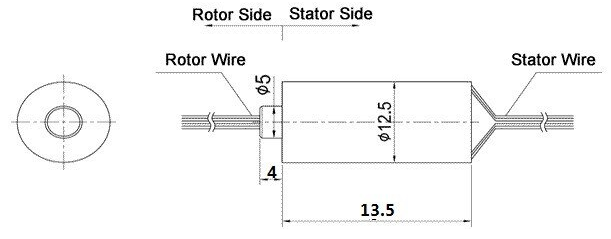 Rotor Side Stator Side
Rotor Wire
Stator Wire
ϕ5
ϕ12.5
4
13.5